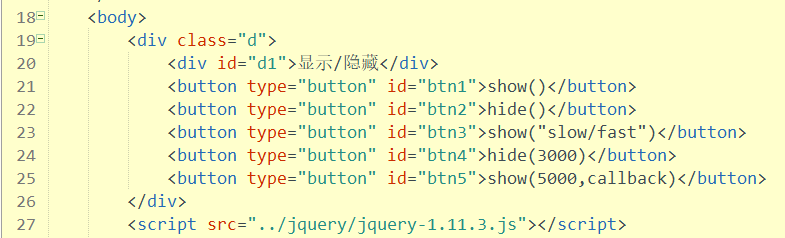 18 <body>
19 <div class="d">
20 <div id="d1">显示/隐藏</div>
21 <button type="button" id="btn1">show()</button>
22 <button type="button" id="btn2">hide()</button>
23 <button type="button" id="btn3">show("slow/fast")</button>
24 <button type="button" id="btn4">hide(3000)</button>
25 <button type="button" id="btn5">show(5000,callback)</button>
26 </div>
27 <script src="../jquery/jquery-1.11.3.js"></script>